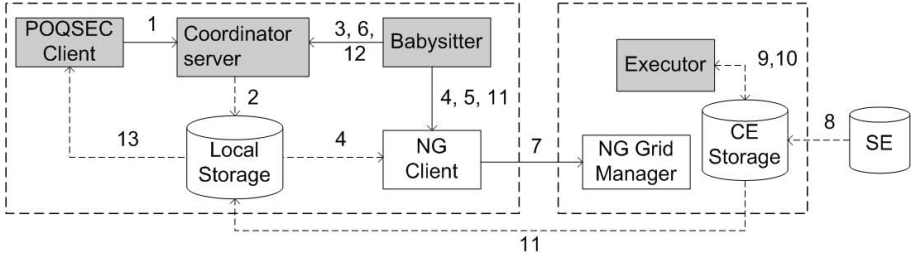 POQSEC
Client
1
Coordinator
server
3, 6,
12
Babysitter
Executor
9,10
2
4, 5, 11
13
Local
Storage
4
NG
Client
7
NG Grid
Manager
CE
Storage
8
SE
11